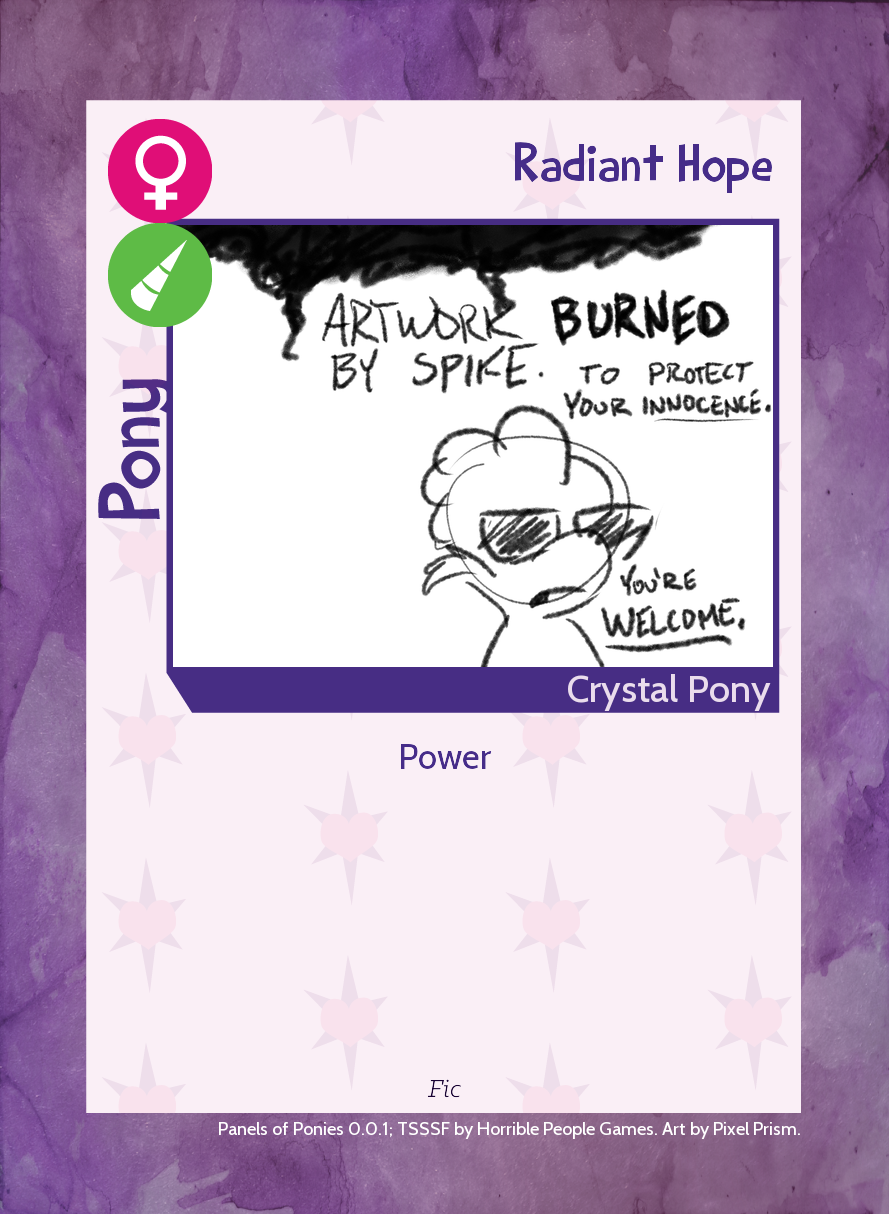 Radiant Hope
Pony
ARTWORK BURNED
BY SPIKE. TO PROTECT
YOUR INNOCENCE.
YOU'RE
WELCOME.
Crystal Pony
Power
Fic
Panels of Ponies 0.0.1; TSSSF by Horrible People Games. Art by Pixel Prism.